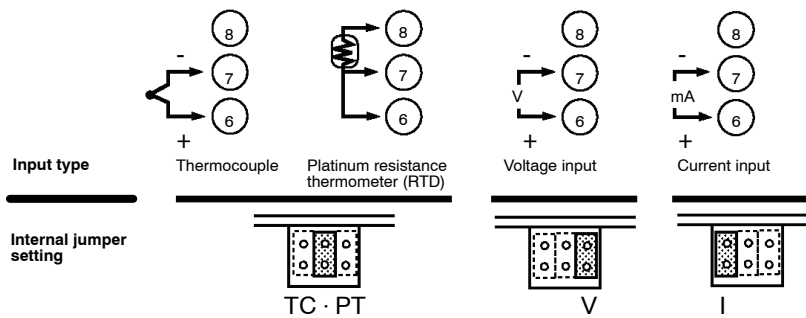 8 8 8 8
- - -
7 7 7 7
V mA
6 6 6 6
+ + +
Input type Thermocouple Platinum resistance thermometer (RTD) Voltage input Current input
Internal jumper setting
TC · PT V I